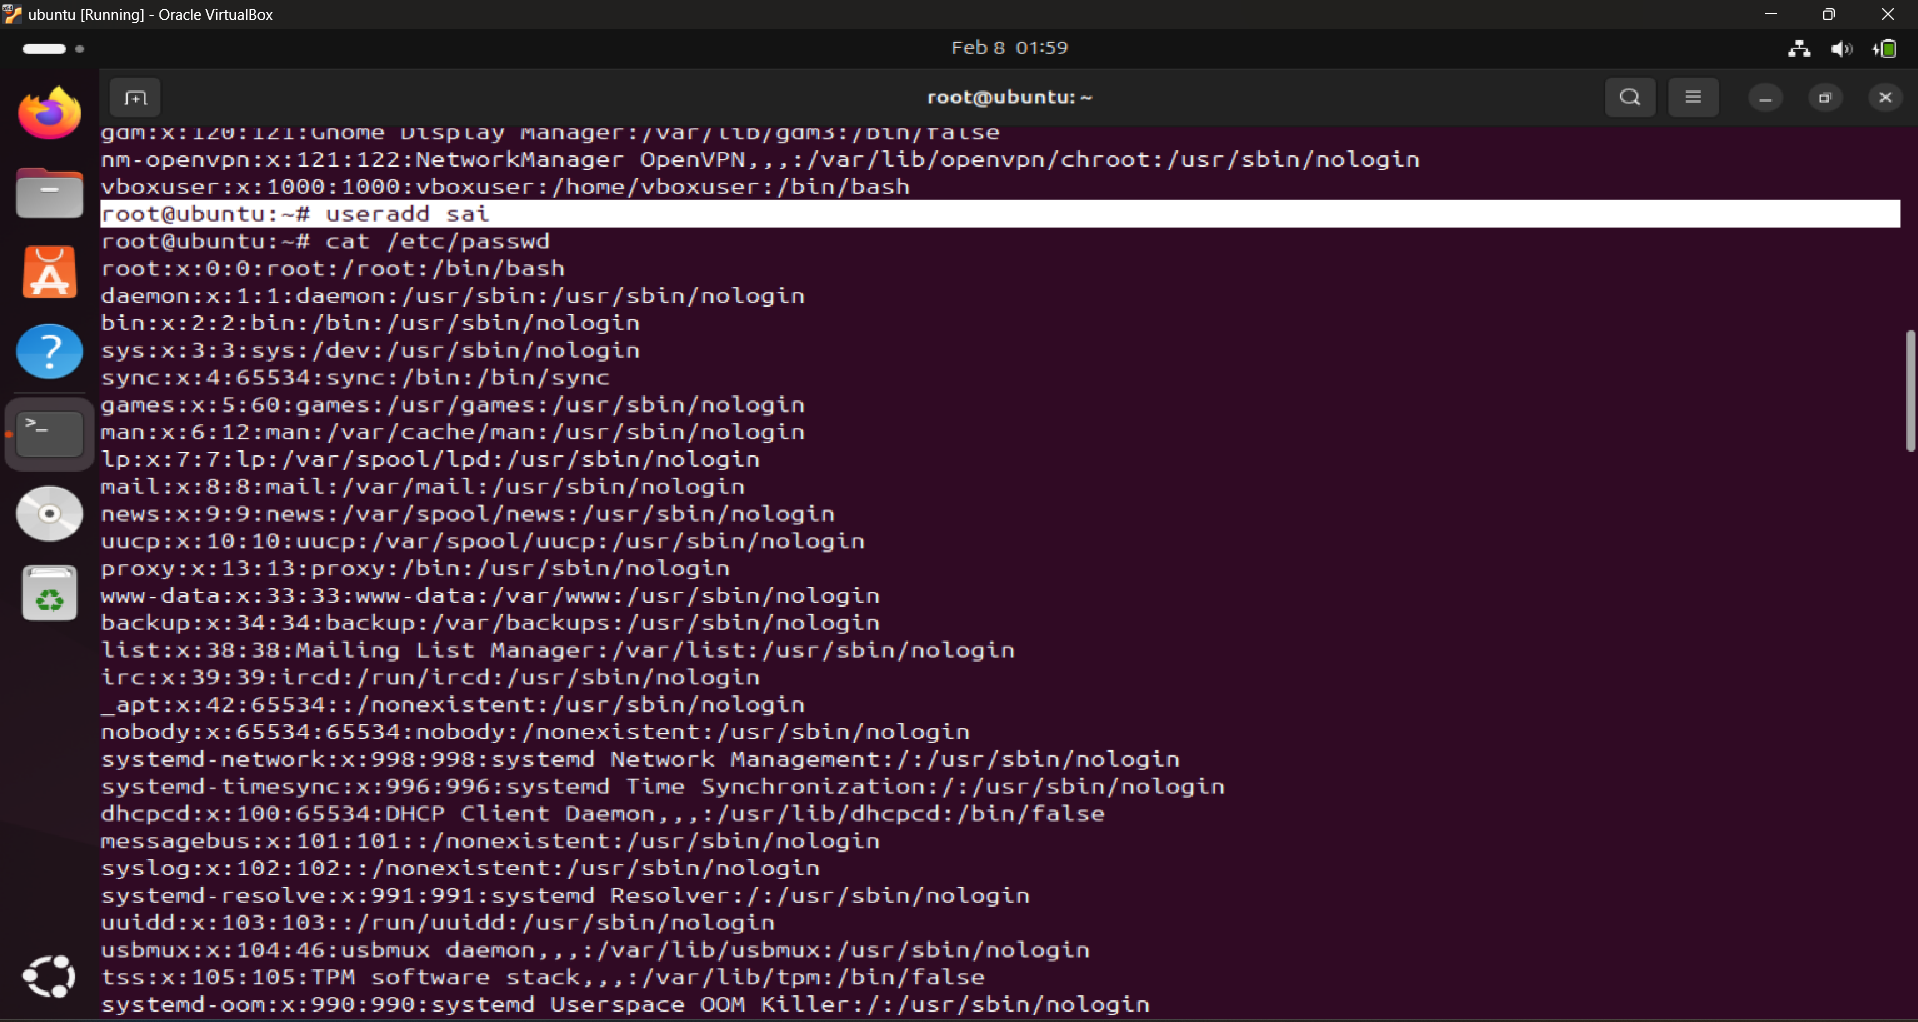 ubuntu [Running] - Oracle VirtualBox
Feb 8 01:59
root@ubuntu: ~
gdm:x:120:121:Gnome Display Manager:/var/lib/gdm3:/bin/false
nm-openvpn:x:121:122:NetworkManager OpenVPN,,,:/var/lib/openvpn/chroot:/usr/sbin/nologin
vboxuser:x:1000:1000:vboxuser:/home/vboxuser:/bin/bash
root@ubuntu:~# useradd sai
root@ubuntu:~# cat /etc/passwd
root:x:0:0:root:/root:/bin/bash
daemon:x:1:1:daemon:/usr/sbin:/usr/sbin/nologin
bin:x:2:2:bin:/bin:/usr/sbin/nologin
sys:x:3:3:sys:/dev:/usr/sbin/nologin
sync:x:4:65534:sync:/bin:/bin/sync
games:x:5:60:games:/usr/games:/usr/sbin/nologin
man:x:6:12:man:/var/cache/man:/usr/sbin/nologin
lp:x:7:7:lp:/var/spool/lpd:/usr/sbin/nologin
mail:x:8:8:mail:/var/mail:/usr/sbin/nologin
news:x:9:9:news:/var/spool/news:/usr/sbin/nologin
uucp:x:10:10:uucp:/var/spool/uucp:/usr/sbin/nologin
proxy:x:13:13:proxy:/bin:/usr/sbin/nologin
www-data:x:33:33:www-data:/var/www:/usr/sbin/nologin
backup:x:34:34:backup:/var/backups:/usr/sbin/nologin
list:x:38:38:Mailing List Manager:/var/list:/usr/sbin/nologin
irc:x:39:39:ircd:/run/ircd:/usr/sbin/nologin
_apt:x:42:65534::/nonexistent:/usr/sbin/nologin
nobody:x:65534:65534:nobody:/nonexistent:/usr/sbin/nologin
systemd-network:x:998:998:systemd Network Management:/:/usr/sbin/nologin
systemd-timesync:x:996:996:systemd Time Synchronization:/:/usr/sbin/nologin
dhcpcd:x:100:65534:DHCP Client Daemon,,,:/usr/lib/dhcpcd:/bin/false
messagebus:x:101:101::/nonexistent:/usr/sbin/nologin
syslog:x:102:102::/nonexistent:/usr/sbin/nologin
systemd-resolve:x:991:991:systemd Resolver:/:/usr/sbin/nologin
uuidd:x:103:103::/run/uuidd:/usr/sbin/nologin
usbmux:x:104:46:usbmux daemon,,,:/var/lib/usbmux:/usr/sbin/nologin
tss:x:105:105:TPM software stack,,,:/var/lib/tpm:/bin/false
systemd-oom:x:990:990:systemd Userspace OOM Killer:/:/usr/sbin/nologin